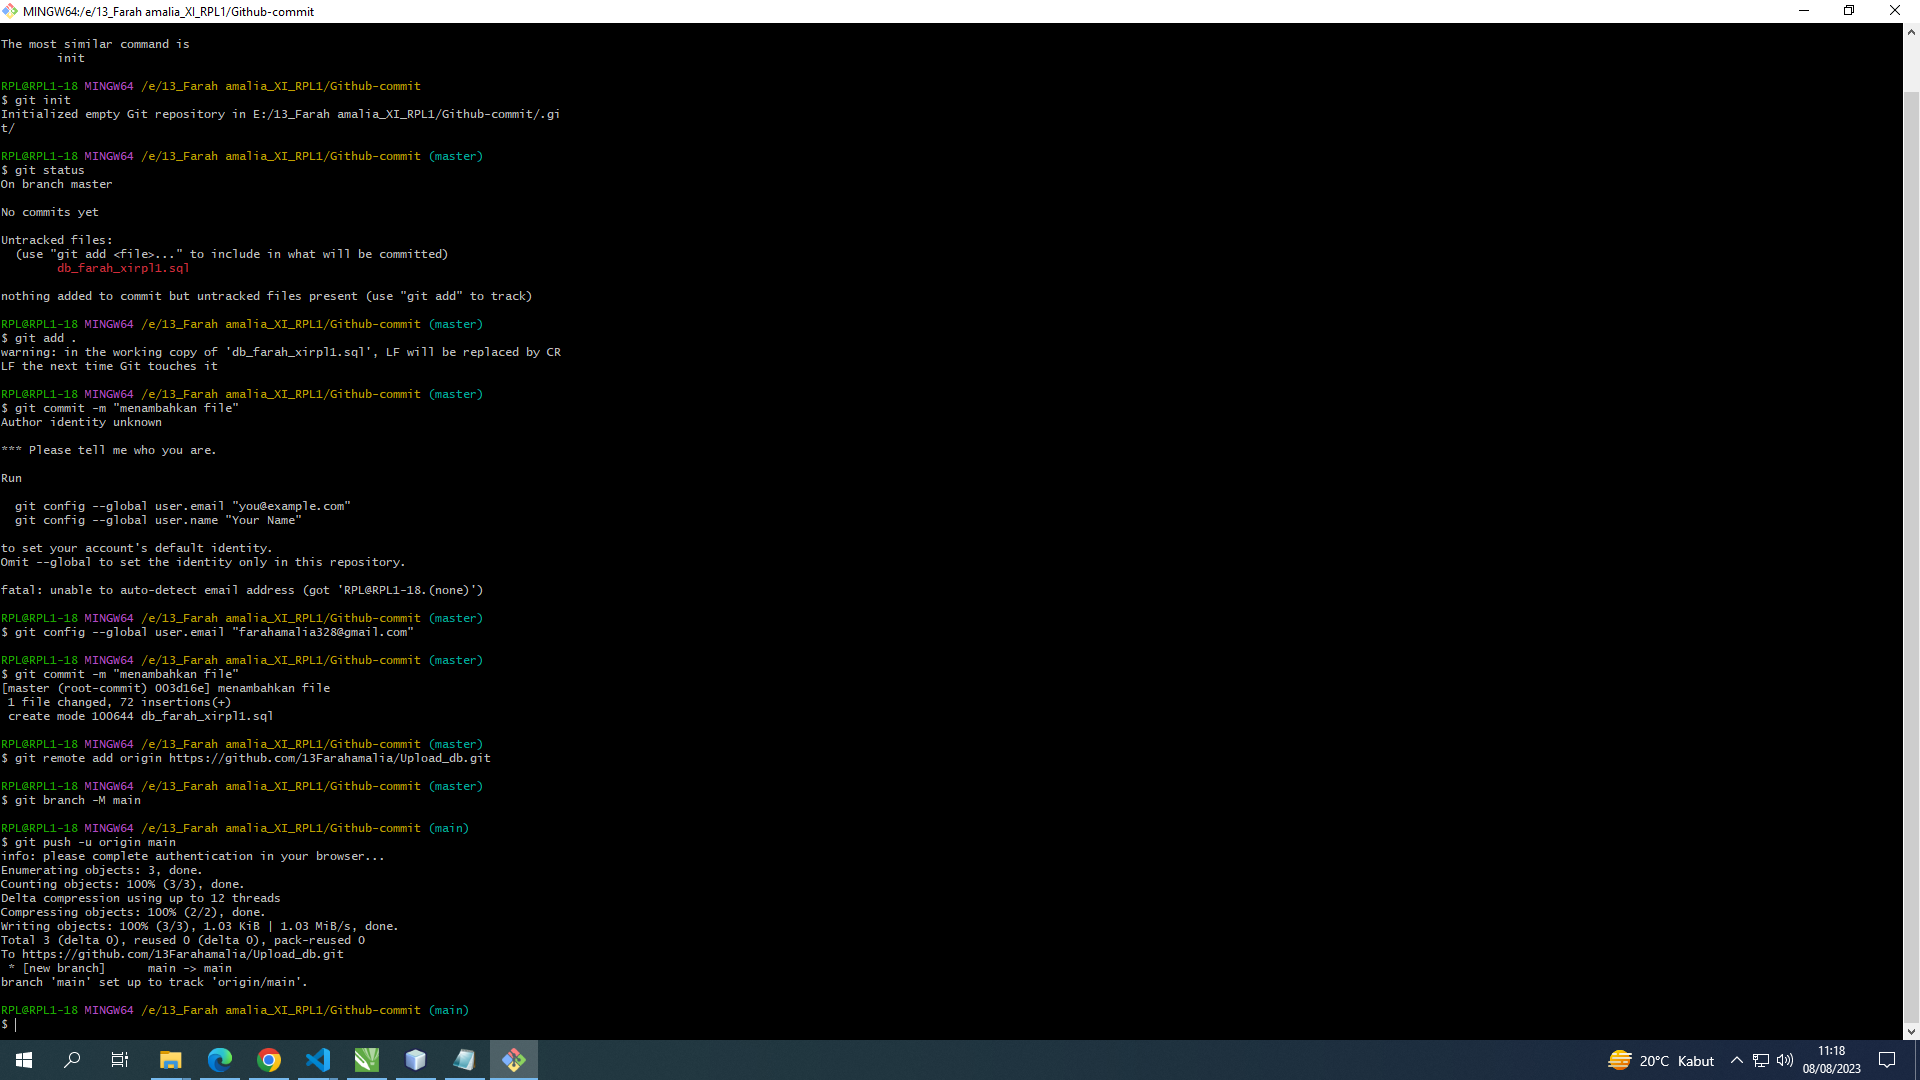 MINGW64:/e/13_Farah amalia_XI_RPL1/Github-commit
The most similar command is
        init
RPL@RPL1-18 MINGW64 /e/13_Farah amalia_XI_RPL1/Github-commit
$ git init
Initialized empty Git repository in E:/13_Farah amalia_XI_RPL1/Github-commit/.gi
t/
RPL@RPL1-18 MINGW64 /e/13_Farah amalia_XI_RPL1/Github-commit (master)
$ git status
On branch master
No commits yet
Untracked files:
  (use "git add <file>..." to include in what will be committed)
        db_farah_xirpl1.sql
nothing added to commit but untracked files present (use "git add" to track)
RPL@RPL1-18 MINGW64 /e/13_Farah amalia_XI_RPL1/Github-commit (master)
$ git add .
warning: in the working copy of 'db_farah_xirpl1.sql', LF will be replaced by CR
LF the next time Git touches it
RPL@RPL1-18 MINGW64 /e/13_Farah amalia_XI_RPL1/Github-commit (master)
$ git commit -m "menambahkan file"
Author identity unknown
*** Please tell me who you are.
Run
  git config --global user.email "you@example.com"
  git config --global user.name "Your Name"
to set your account's default identity.
Omit --global to set the identity only in this repository.
fatal: unable to auto-detect email address (got 'RPL@RPL1-18.(none)')
RPL@RPL1-18 MINGW64 /e/13_Farah amalia_XI_RPL1/Github-commit (master)
$ git config --global user.email "farahamalia328@gmail.com"
RPL@RPL1-18 MINGW64 /e/13_Farah amalia_XI_RPL1/Github-commit (master)
$ git commit -m "menambahkan file"
[master (root-commit) 003d16e] menambahkan file
 1 file changed, 72 insertions(+)
 create mode 100644 db_farah_xirpl1.sql
RPL@RPL1-18 MINGW64 /e/13_Farah amalia_XI_RPL1/Github-commit (master)
$ git remote add origin https://github.com/13Farahamalia/Upload_db.git
RPL@RPL1-18 MINGW64 /e/13_Farah amalia_XI_RPL1/Github-commit (master)
$ git branch -M main
RPL@RPL1-18 MINGW64 /e/13_Farah amalia_XI_RPL1/Github-commit (main)
$ git push -u origin main
info: please complete authentication in your browser...
Enumerating objects: 3, done.
Counting objects: 100% (3/3), done.
Delta compression using up to 12 threads
Compressing objects: 100% (2/2), done.
Writing objects: 100% (3/3), 1.03 KiB | 1.03 MiB/s, done.
Total 3 (delta 0), reused 0 (delta 0), pack-reused 0
To https://github.com/13Farahamalia/Upload_db.git
 * [new branch]      main -> main
branch 'main' set up to track 'origin/main'.
RPL@RPL1-18 MINGW64 /e/13_Farah amalia_XI_RPL1/Github-commit (main)
$
20°C Kabut
11:18
08/08/2023